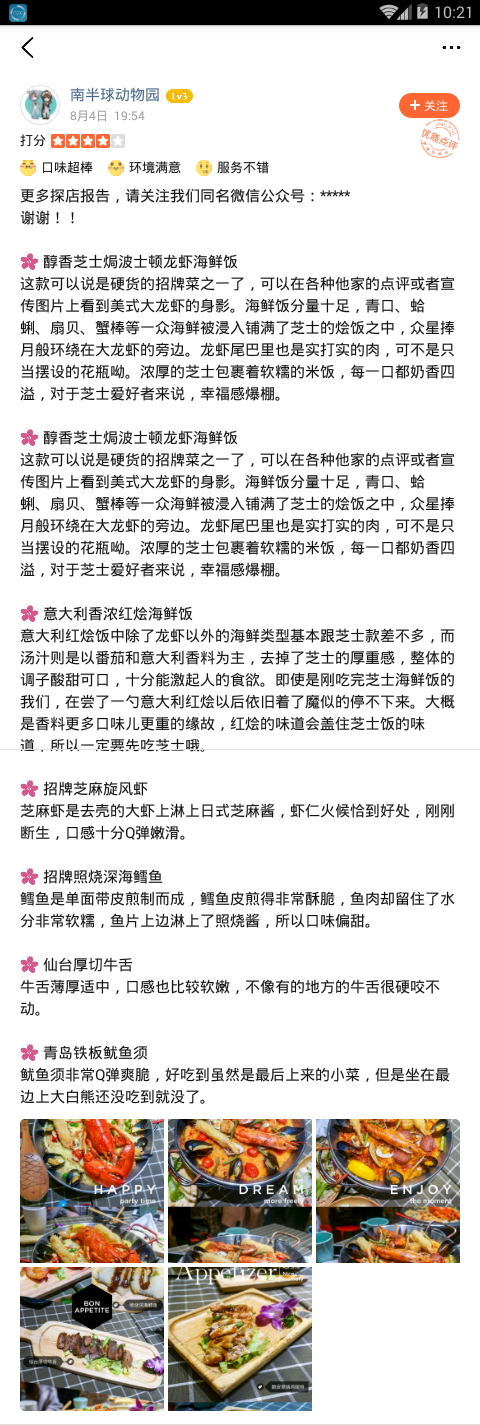 10:21
南半球动物园 Lv3
8月4日 19:54
关注
优质点评
打分
口味超棒 环境满意 服务不错
更多探店报告，请关注我们同名微信公众号：*****
谢谢！！
醇香芝士焗波士顿龙虾海鲜饭
这款可以说是硬货的招牌菜之一了，可以在各种他家的点评或者宣
传图片上看到美式大龙虾的身影。海鲜饭分量十足，青口、蛤
蜊、扇贝、蟹棒等一众海鲜被浸入铺满了芝士的烩饭之中，众星捧
月般环绕在大龙虾的旁边。龙虾尾巴里也是实打实的肉，可不是只
当摆设的花瓶呦。浓厚的芝士包裹着软糯的米饭，每一口都奶香四
溢，对于芝士爱好者来说，幸福感爆棚。
醇香芝士焗波士顿龙虾海鲜饭
这款可以说是硬货的招牌菜之一了，可以在各种他家的点评或者宣
传图片上看到美式大龙虾的身影。海鲜饭分量十足，青口、蛤
蜊、扇贝、蟹棒等一众海鲜被浸入铺满了芝士的烩饭之中，众星捧
月般环绕在大龙虾的旁边。龙虾尾巴里也是实打实的肉，可不是只
当摆设的花瓶呦。浓厚的芝士包裹着软糯的米饭，每一口都奶香四
溢，对于芝士爱好者来说，幸福感爆棚。
意大利香浓红烩海鲜饭
意大利红烩饭中除了龙虾以外的海鲜类型基本跟芝士款差不多，而
汤汁则是以番茄和意大利香料为主，去掉了芝士的厚重感，整体的
调子酸甜可口，十分能激起人的食欲。即使是刚吃完芝士海鲜饭的
我们，在尝了一勺意大利红烩以后依旧着了魔似的停不下来。大概
是香料更多口味儿更重的缘故，红烩的味道会盖住芝士饭的味
道，所以一定要先吃芝士哦。
招牌芝麻旋风虾
芝麻虾是去壳的大虾上淋上日式芝麻酱，虾仁火候恰到好处，刚刚
断生，口感十分Q弹嫩滑。
招牌照烧深海鳕鱼
鳕鱼是单面带皮煎制而成，鳕鱼皮煎得非常酥脆，鱼肉却留住了水
分非常软糯，鱼片上边淋上了照烧酱，所以口味偏甜。
仙台厚切牛舌
牛舌薄厚适中，口感也比较软嫩，不像有的地方的牛舌很硬咬不
动。
青岛铁板鱿鱼须
鱿鱼须非常Q弹爽脆，好吃到虽然是最后上来的小菜，但是坐在最
边上大白熊还没吃到就没了。
HAPPY
party time
DREAM
more freely
ENJOY
the moment
BON
APPETITE
仙台厚切牛舌
Appetizer